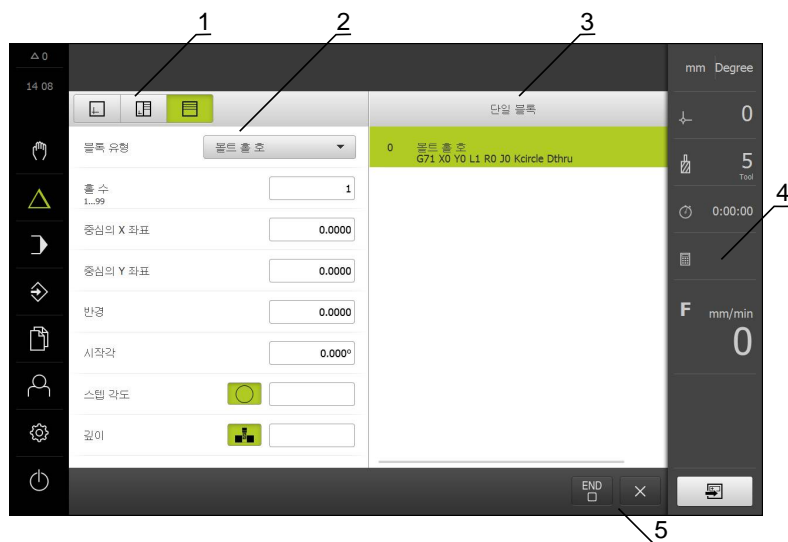 1
2
3
△ 0
14 08
mm Degree
단일 블록
0
블록 유형
볼트 홀 호
0 볼트 홀 호
G71 X0 Y0 L1 R0 J0 Kcircle Dthru
5
Tool
홀 수
1...99
1
4
0:00:00
중심의 X 좌표
0.0000
중심의 Y 좌표
0.0000
반경
0.0000
F mm/min
0
시작각
0.000º
스텝 각도
깊이
END
5